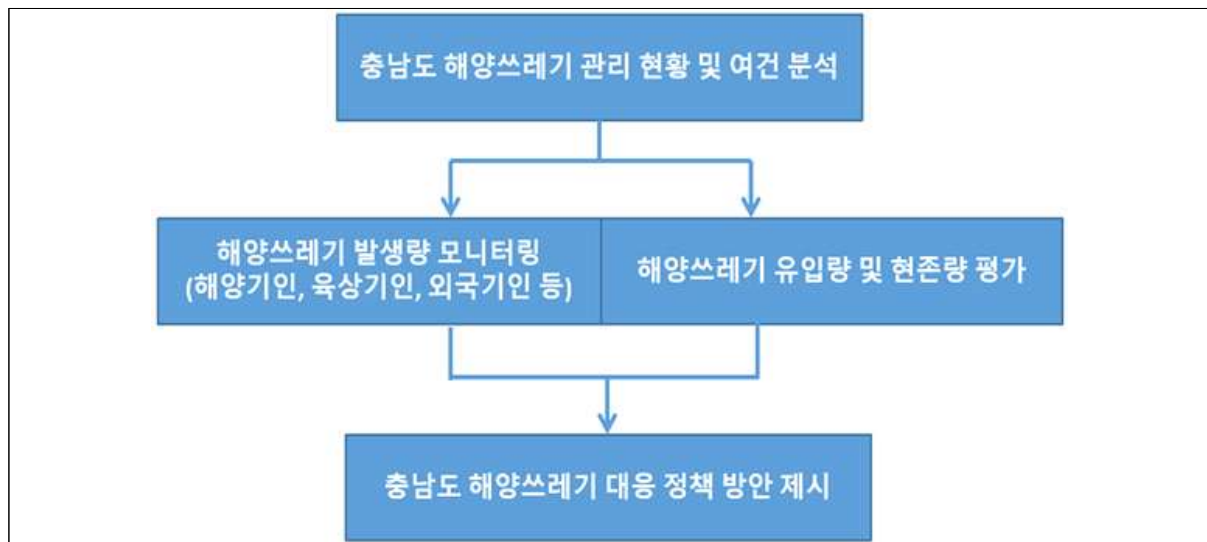 충남도 해양쓰레기 관리 현황 및 여건 분석
해양쓰레기 발생량 모니터링
(해양기인, 육상기인, 외국기인 등)
해양쓰레기 유입량 및 현존량 평가
충남도 해양쓰레기 대응 정책 방안 제시